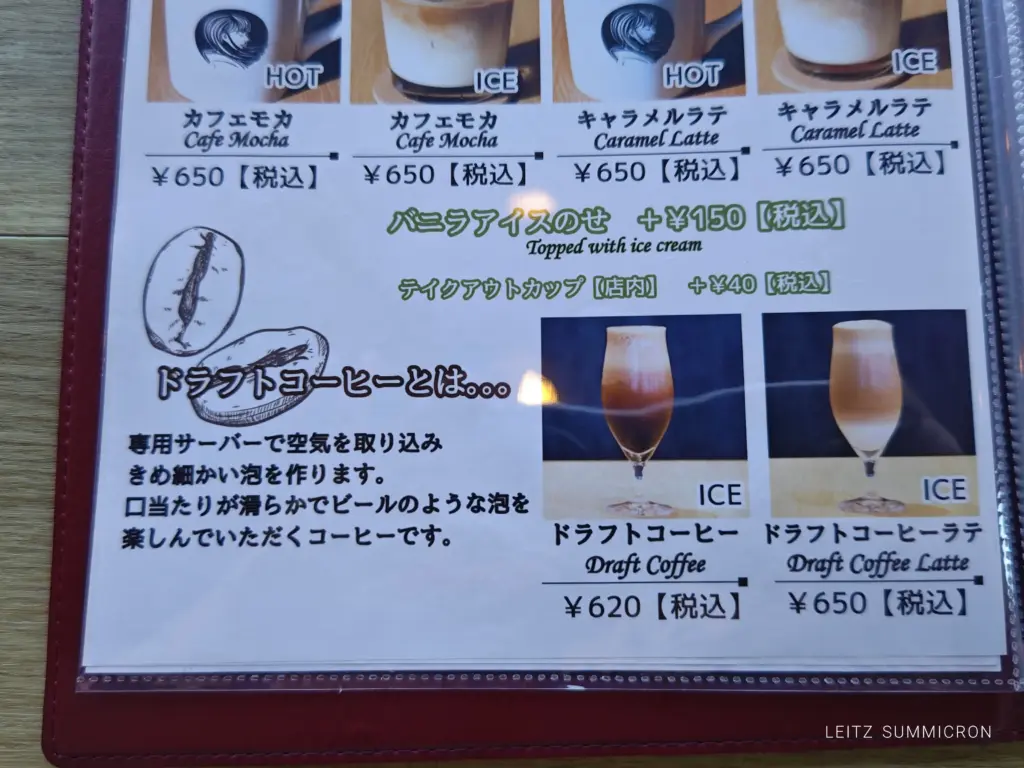 HOT ICE HOT ICE
カフェモカ カフェモカ キャラメルラテ キャラメルラテ
Cafe Mocha Cafe Mocha Caramel Latte Caramel Latte
￥650【税込】 ￥650【税込】 ￥650【税込】 ￥650【税込】
バニラアイスのせ ＋￥150【税込】
Topped with ice cream
テイクアウトカップ【店内】 ＋￥40【税込】
ドラフトコーヒーとは...
専用サーバーで空気を取り込み
きめ細かい泡を作ります。
口当たりが滑らかでビールのような泡を
楽しんでいただくコーヒーです。
ICE ICE
ドラフトコーヒー ドラフトコーヒーラテ
Draft Coffee Draft Coffee Latte
￥620【税込】 ￥650【税込】
LEITZ SUMMICRON